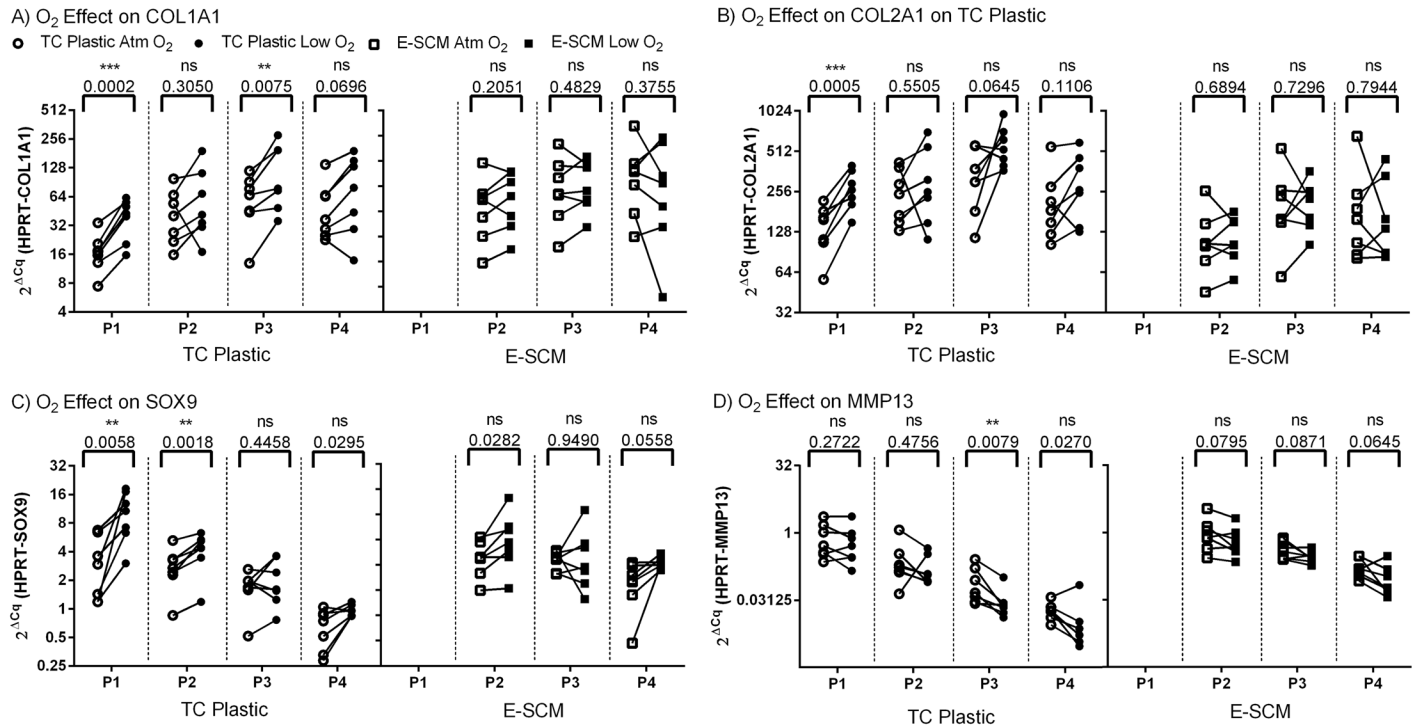 A) O₂ Effect on COL1A1
○ TC Plastic Atm O₂ ● TC Plastic Low O₂ □ E-SCM Atm O₂ ■ E-SCM Low O₂
*** ns ** ns ns ns ns
0.0002 0.3050 0.0075 0.0696 0.2051 0.4829 0.3755
512
256
128
64
32
16
8
4
2^ΔCq (HPRT-COL1A1)
P1 P2 P3 P4 P1 P2 P3 P4
TC Plastic E-SCM
B) O₂ Effect on COL2A1 on TC Plastic
*** ns ns ns ns ns ns
0.0005 0.5505 0.0645 0.1106 0.6894 0.7296 0.7944
1024
512
256
128
64
32
2^ΔCq (HPRT-COL2A1)
P1 P2 P3 P4 P1 P2 P3 P4
TC Plastic E-SCM
C) O₂ Effect on SOX9
** ** ns ns ns ns ns
0.0058 0.0018 0.4458 0.0295 0.0282 0.9490 0.0558
32
16
8
4
2
1
0.5
0.25
2^ΔCq (HPRT-SOX9)
P1 P2 P3 P4 P1 P2 P3 P4
TC Plastic E-SCM
D) O₂ Effect on MMP13
ns ns ** ns ns ns ns
0.2722 0.4756 0.0079 0.0270 0.0795 0.0871 0.0645
32
1
0.03125
2^ΔCq (HPRT-MMP13)
P1 P2 P3 P4 P1 P2 P3 P4
TC Plastic E-SCM